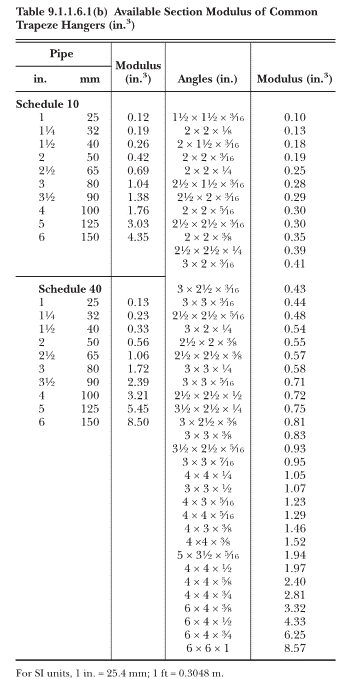 Table 9.1.1.6.1(b) Available Section Modulus of Common
Trapeze Hangers (in.³)
Pipe
Modulus
in. mm (in.³) Angles (in.) Modulus (in.³)
Schedule 10
1 25 0.12 1½ × 1½ × 3⁄16 0.10
1¼ 32 0.19 2 × 2 × ⅛ 0.13
1½ 40 0.26 2 × 1½ × 3⁄16 0.18
2 50 0.42 2 × 2 × 3⁄16 0.19
2½ 65 0.69 2 × 2 × ¼ 0.25
3 80 1.04 2½ × 1½ × 3⁄16 0.28
3½ 90 1.38 2½ × 2 × 3⁄16 0.29
4 100 1.76 2 × 2 × 5⁄16 0.30
5 125 3.03 2½ × 2½ × 3⁄16 0.30
6 150 4.35 2 × 2 × ⅜ 0.35
2½ × 2½ × ¼ 0.39
3 × 2 × 3⁄16 0.41
Schedule 40 3 × 2½ × 3⁄16 0.43
1 25 0.13 3 × 3 × 3⁄16 0.44
1¼ 32 0.23 2½ × 2½ × 5⁄16 0.48
1½ 40 0.33 3 × 2 × ¼ 0.54
2 50 0.56 2½ × 2 × ⅜ 0.55
2½ 65 1.06 2½ × 2½ × ⅜ 0.57
3 80 1.72 3 × 3 × ¼ 0.58
3½ 90 2.39 3 × 3 × 5⁄16 0.71
4 100 3.21 2½ × 2½ × ½ 0.72
5 125 5.45 3½ × 2½ × ¼ 0.75
6 150 8.50 3 × 2½ × ⅜ 0.81
3 × 3 × ⅜ 0.83
3½ × 2½ × 5⁄16 0.93
3 × 3 × 7⁄16 0.95
4 × 4 × ¼ 1.05
3 × 3 × ½ 1.07
4 × 3 × 5⁄16 1.23
4 × 4 × 5⁄16 1.29
4 × 3 × ⅜ 1.46
4 ×4 × ⅜ 1.52
5 × 3½ × 5⁄16 1.94
4 × 4 × ½ 1.97
4 × 4 × ⅝ 2.40
4 × 4 × ¾ 2.81
6 × 4 × ⅜ 3.32
6 × 4 × ½ 4.33
6 × 4 × ¾ 6.25
6 × 6 × 1 8.57
For SI units, 1 in. = 25.4 mm; 1 ft = 0.3048 m.